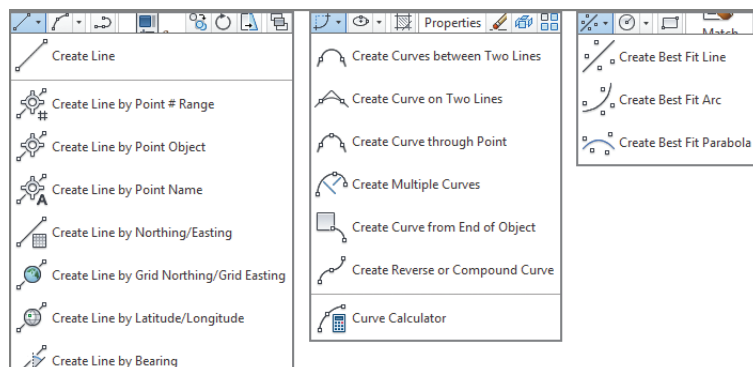 Create Line
Create Line by Point # Range
Create Line by Point Object
Create Line by Point Name
Create Line by Northing/Easting
Create Line by Grid Northing/Grid Easting
Create Line by Latitude/Longitude
Create Line by Bearing
Properties
Create Curves between Two Lines
Create Curve on Two Lines
Create Curve through Point
Create Multiple Curves
Create Curve from End of Object
Create Reverse or Compound Curve
Curve Calculator
Match
Create Best Fit Line
Create Best Fit Arc
Create Best Fit Parabola